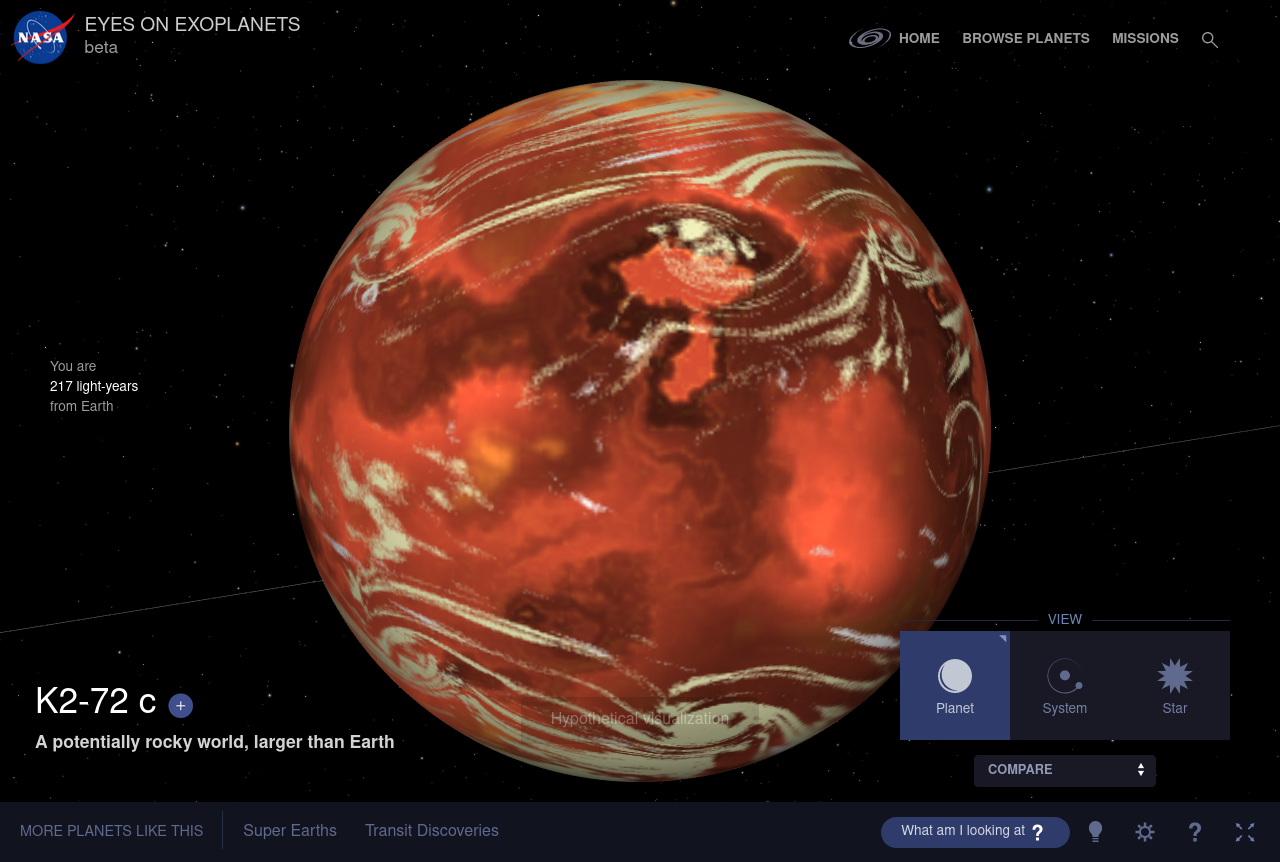 NASA
EYES ON EXOPLANETS
beta
HOME
BROWSE PLANETS
MISSIONS
You are
217 light-years
from Earth
VIEW
Planet
System
Star
K2-72 c +
Hypothetical visualization
A potentially rocky world, larger than Earth
COMPARE
MORE PLANETS LIKE THIS
Super Earths
Transit Discoveries
What am I looking at ?
?